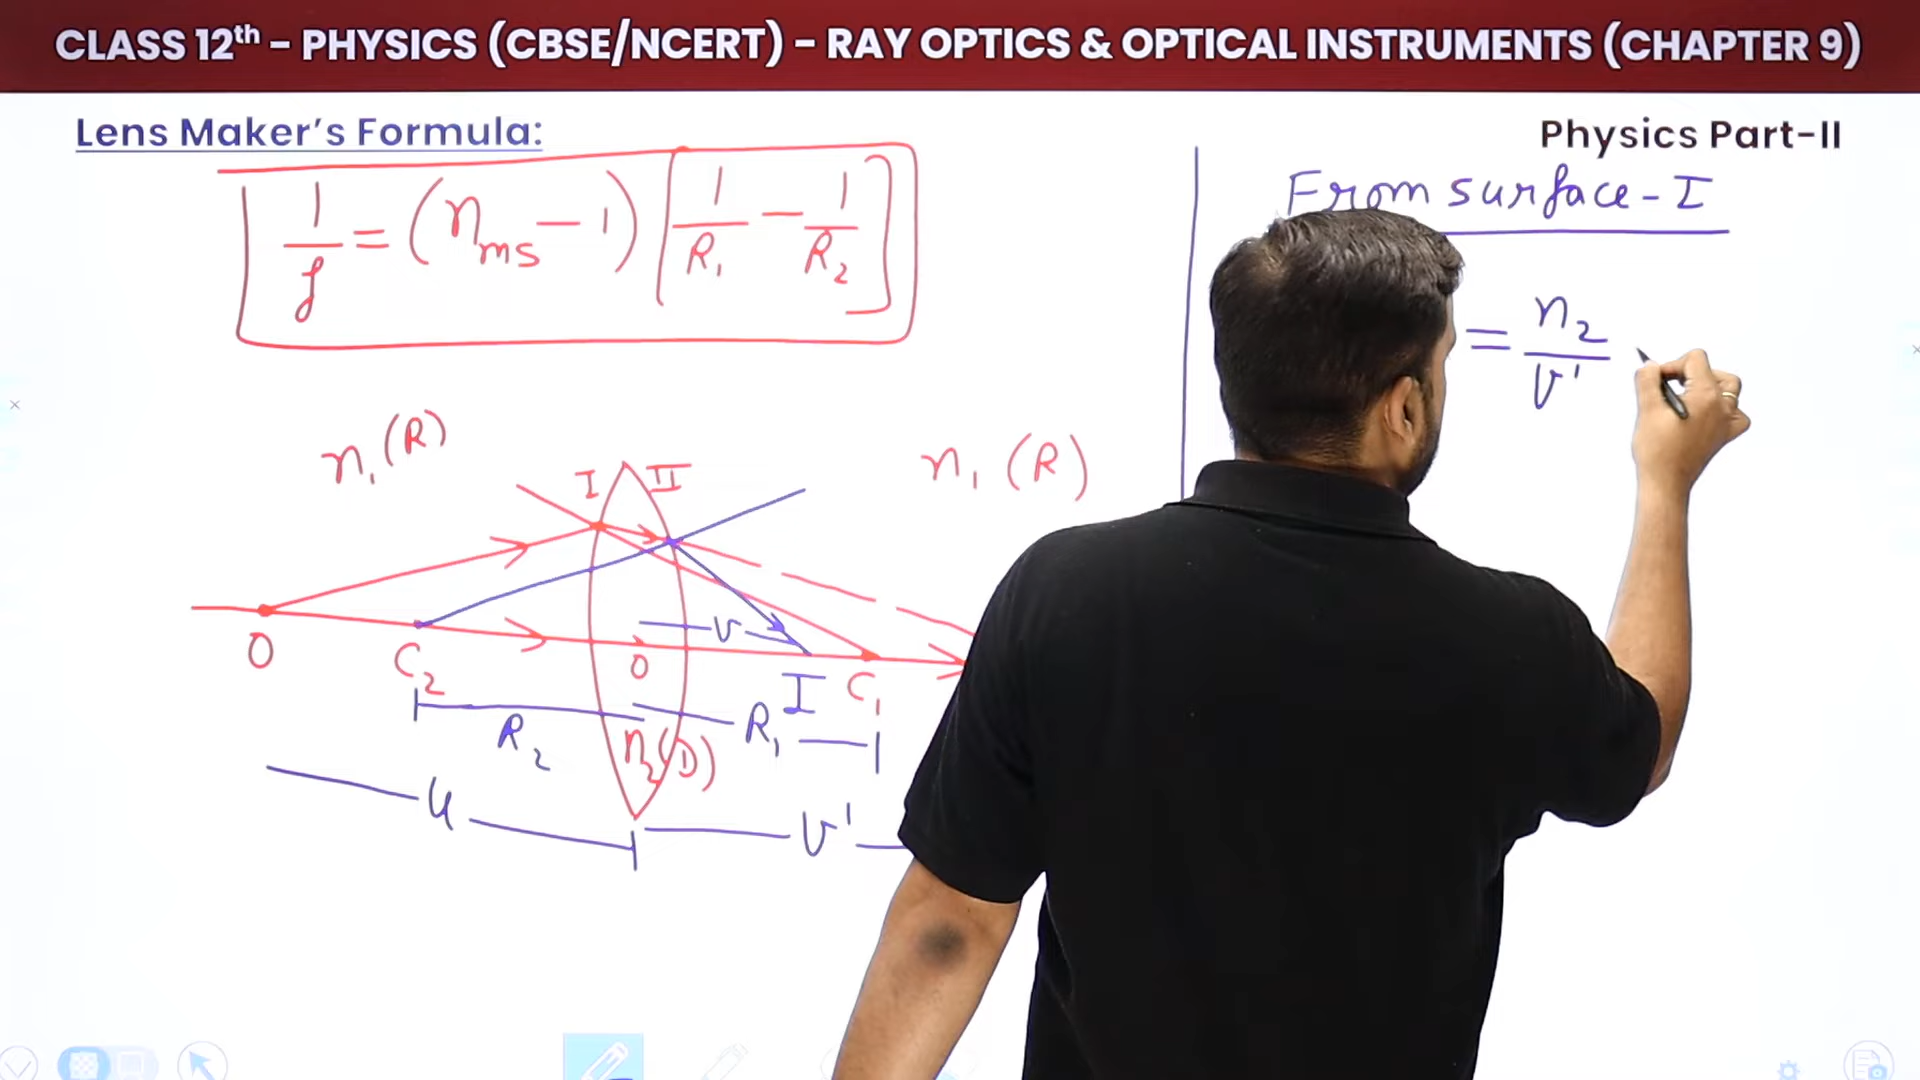 CLASS 12th – PHYSICS (CBSE/NCERT) – RAY OPTICS & OPTICAL INSTRUMENTS (CHAPTER 9)
Lens Maker's Formula:
Physics Part-II
1/f = (n_ms − 1) [1/R₁ − 1/R₂]
From surface - I
= n₂/v'
n₁ (R)
n₁ (R)
I II
O C₂ O v I C₁
R₂ n₂(D) R₁
u v'